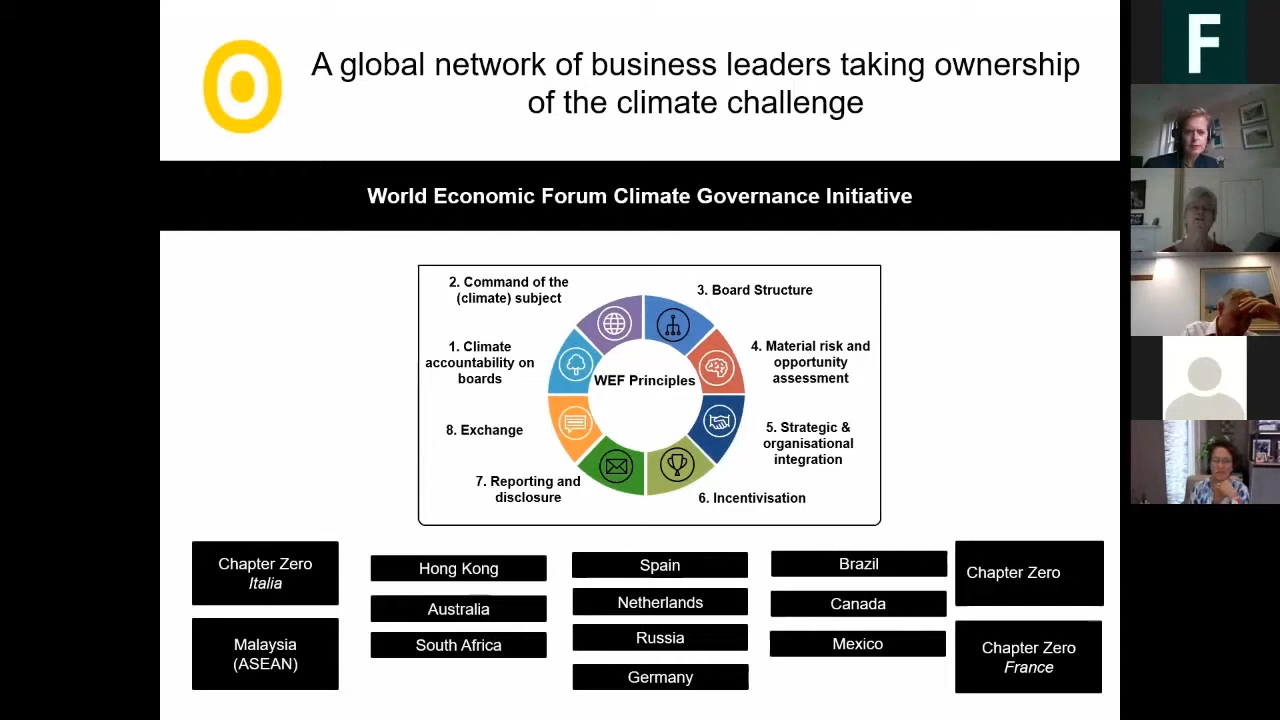 A global network of business leaders taking ownership
of the climate challenge
F
World Economic Forum Climate Governance Initiative
2. Command of the
(climate) subject
3. Board Structure
1. Climate
accountability on
boards
4. Material risk and
opportunity
assessment
WEF Principles
8. Exchange
5. Strategic &
organisational
integration
7. Reporting and
disclosure
6. Incentivisation
Chapter Zero
Italia
Malaysia
(ASEAN)
Hong Kong
Australia
South Africa
Spain
Netherlands
Russia
Germany
Brazil
Canada
Mexico
Chapter Zero
Chapter Zero
France